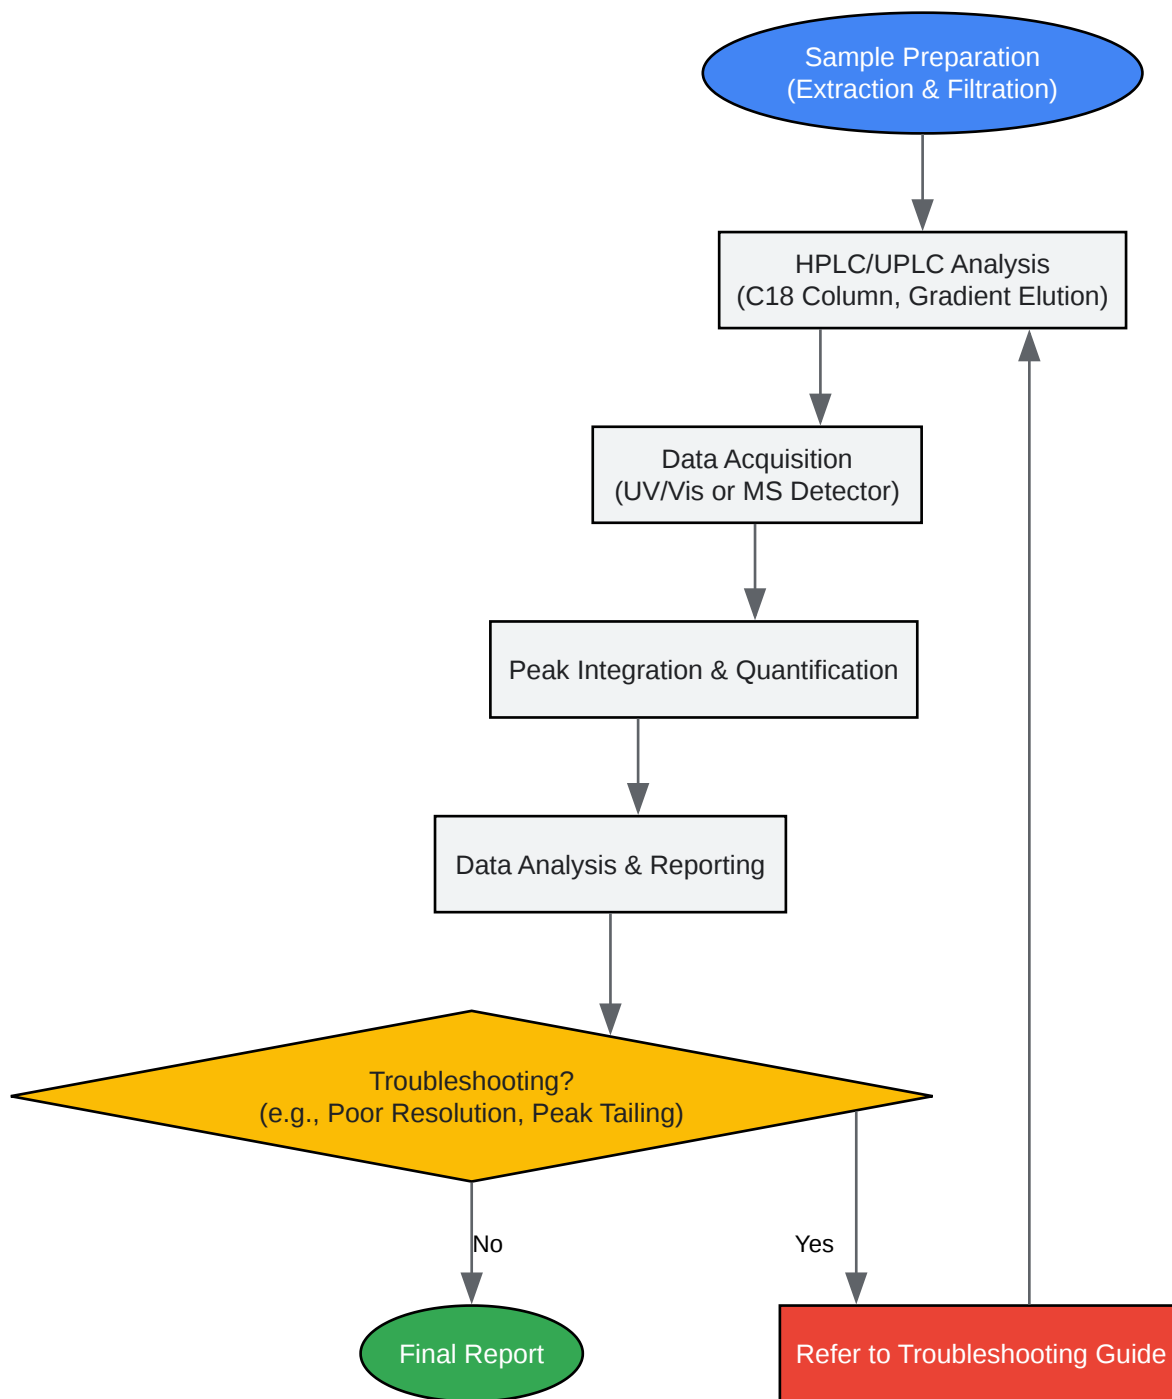 Sample Preparation
(Extraction & Filtration)
HPLC/UPLC Analysis
(C18 Column, Gradient Elution)
Data Acquisition
(UV/Vis or MS Detector)
Peak Integration & Quantification
Data Analysis & Reporting
Troubleshooting?
(e.g., Poor Resolution, Peak Tailing)
No
Yes
Final Report
Refer to Troubleshooting Guide